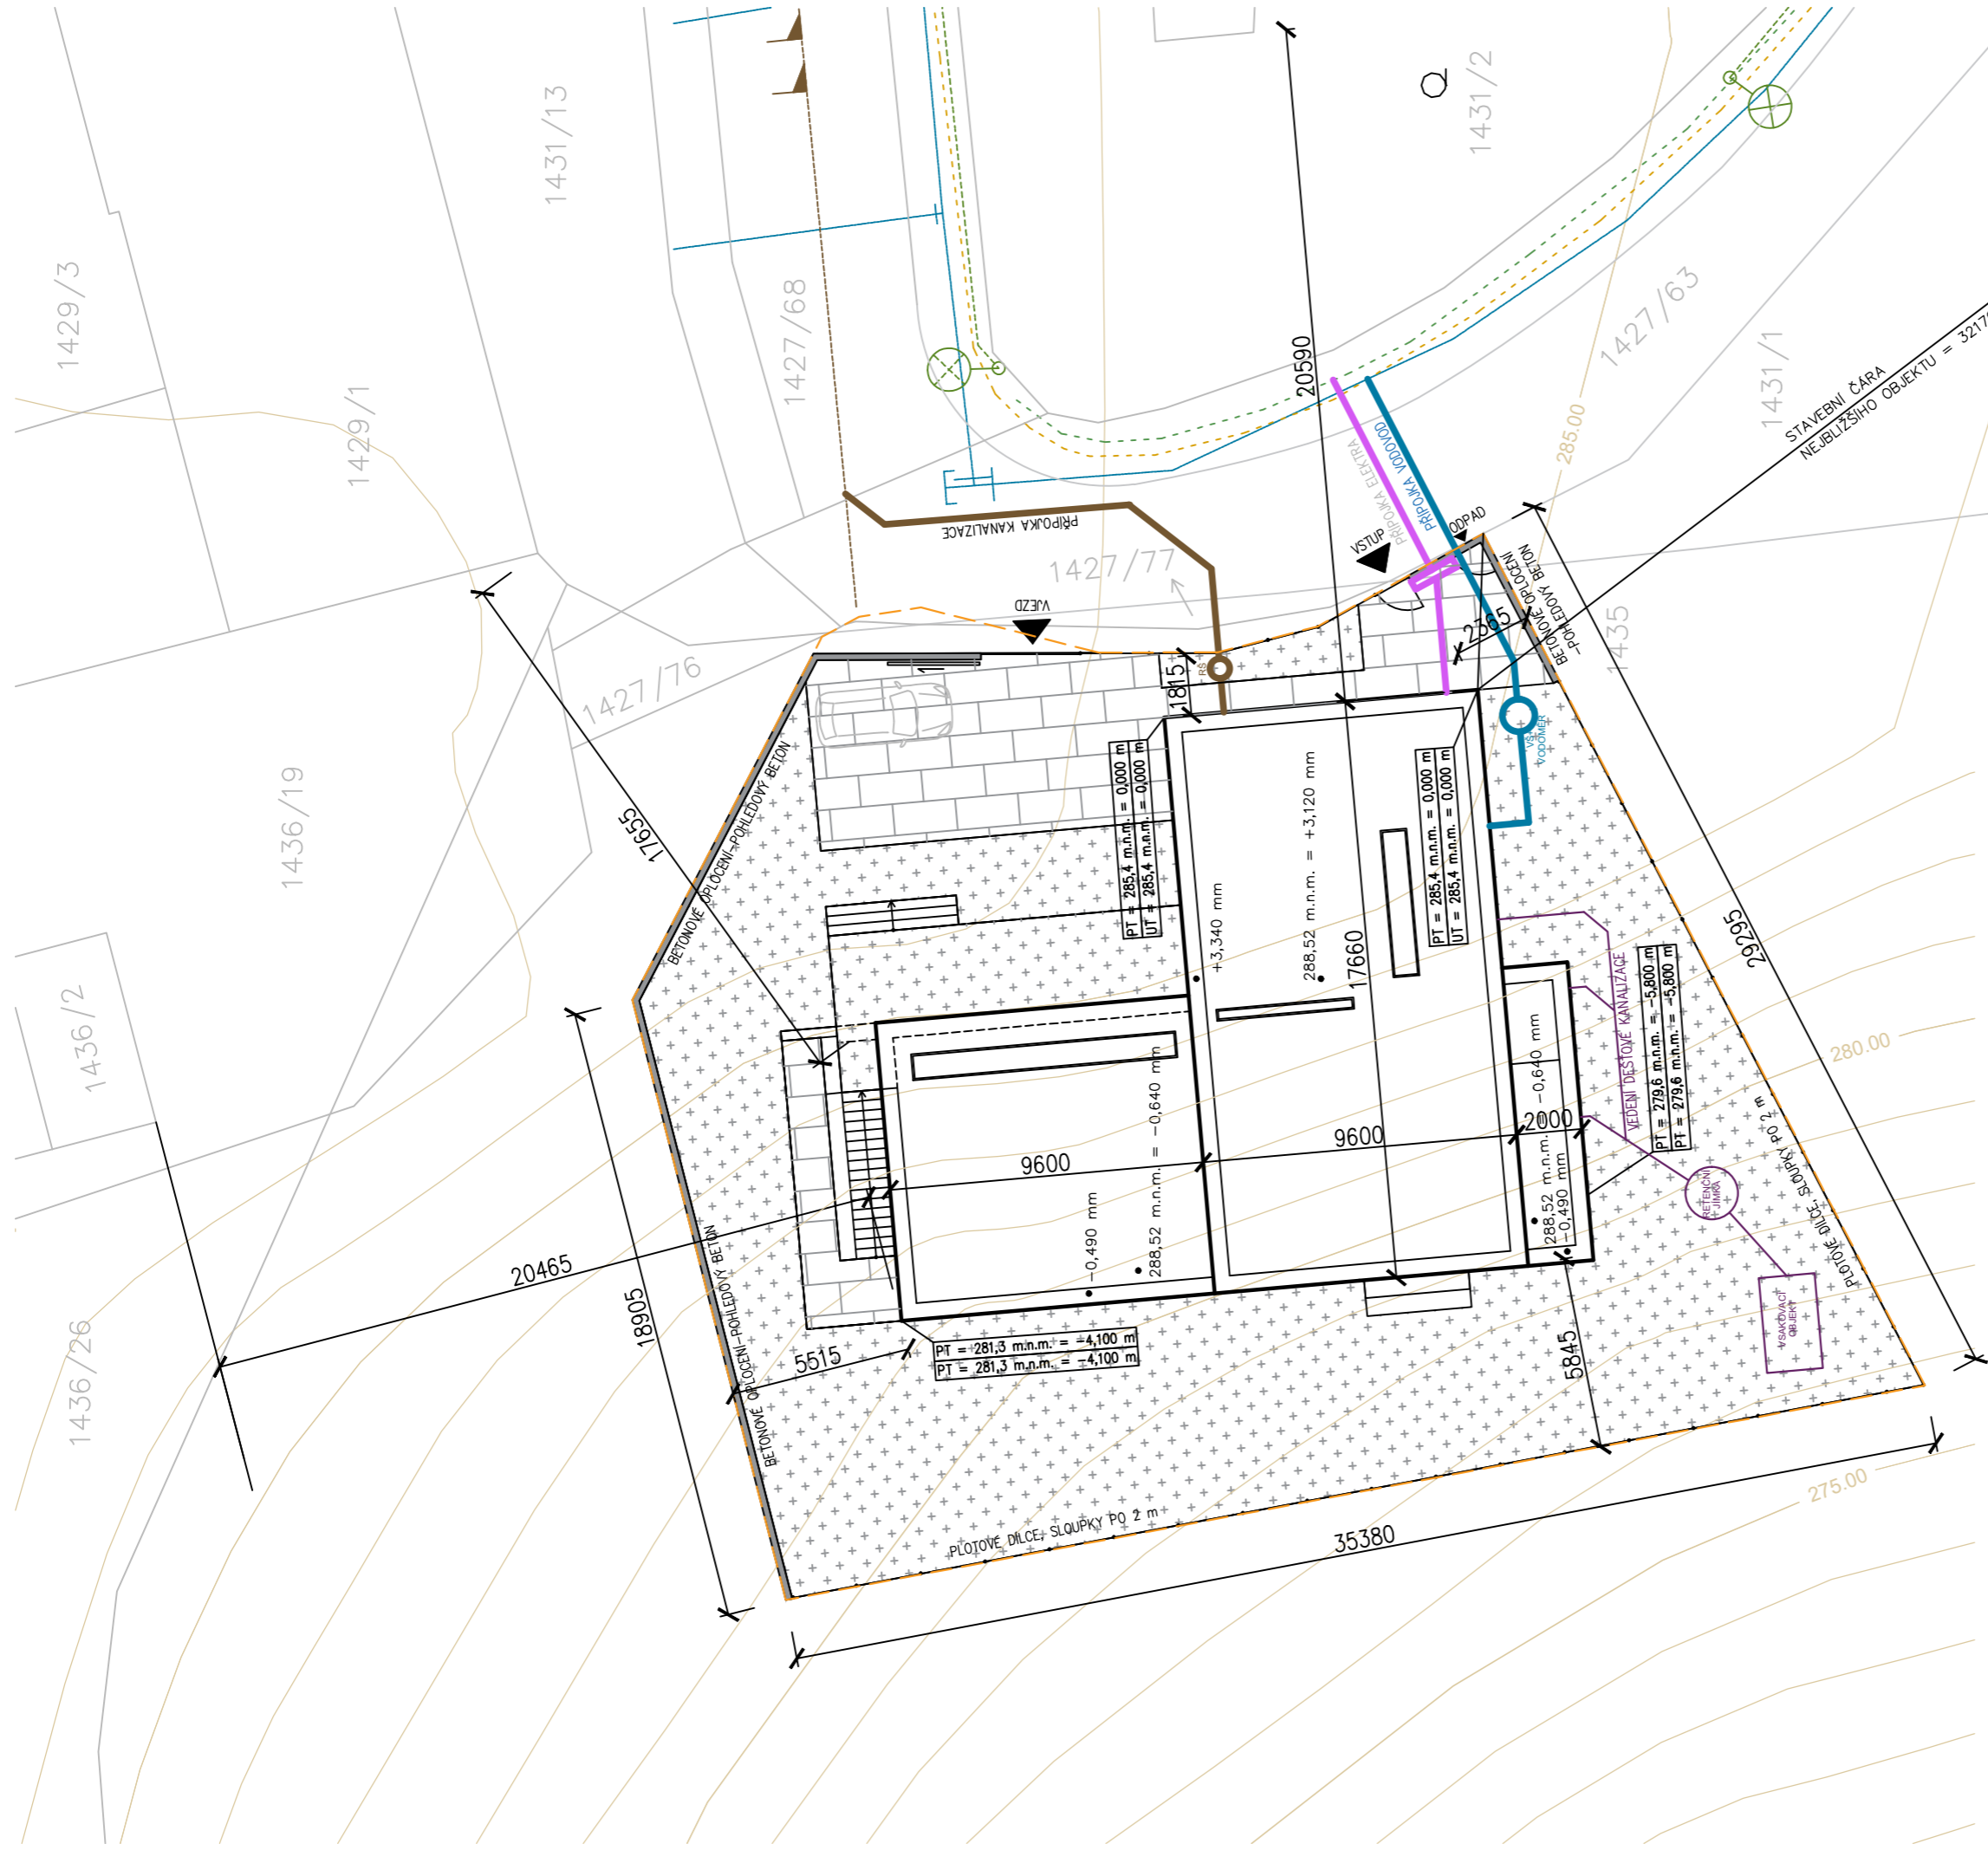 1431/13
1431/2
1429/3
1427/68
1427/63
1431/1
1429/1
20590
285.00
STAVEBNÍ ČÁRA
NEJBLIŽŠÍHO OBJEKTU = 3217
PŘÍPOJKA ELEKTRA
PŘÍPOJKA VODOVOD
PŘÍPOJKA KANALIZACE
VSTUP
ODPAD
1427/77
VJEZD
BETONOVÉ OPLOCENÍ
-POHLEDOVÝ BETON
1435
2365
1427/76
RŠ
1815
VŠ
VODOMĚR
1436/19
17655
BETONOVÉ OPLOCENÍ-POHLEDOVÝ BETON
PT = 285,4 m.n.m. = 0,000 m
UT = 285,4 m.n.m. = 0,000 m
+3,340 mm
288,52 m.n.m. = +3,120 mm
PT = 285,4 m.n.m. = 0,000 m
UT = 285,4 m.n.m. = 0,000 m
17660
29295
1436/2
VEDENÍ DEŠŤOVÉ KANALIZACE
PT = 279,6 m.n.m. = -5,800 m
PT = 279,6 m.n.m. = -5,800 m
280.00
9600
9600
2000
-0,490 mm
288,52 m.n.m. = -0,640 mm
288,52 m.n.m. = -0,640 mm
-0,490 mm
RETENČNÍ
JÍMKA
PLOTOVÉ DÍLCE, SLOUPKY PO 2 m
VSAKOVACÍ
OBJEKT
20465
18905
BETONOVÉ OPLOCENÍ-POHLEDOVÝ BETON
1436/26
5515
PT = 281,3 m.n.m. = -4,100 m
PT = 281,3 m.n.m. = -4,100 m
5845
PLOTOVÉ DÍLCE, SLOUPKY PO 2 m
35380
275.00